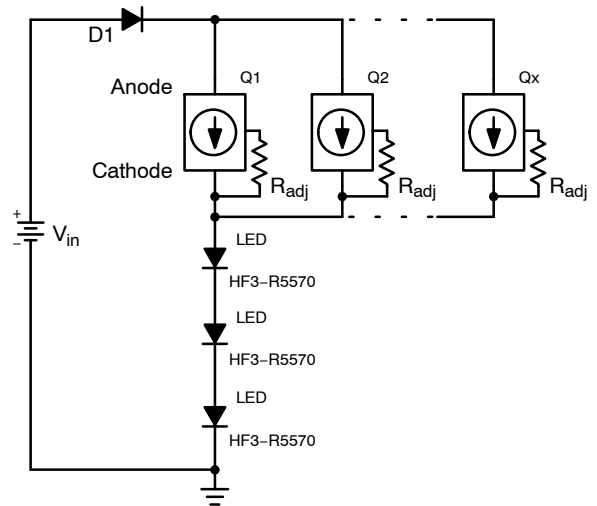 D1
Anode
Q1
Q2
Qx
Cathode
Radj
Radj
Radj
+
−
Vin
LED
HF3−R5570
LED
HF3−R5570
LED
HF3−R5570